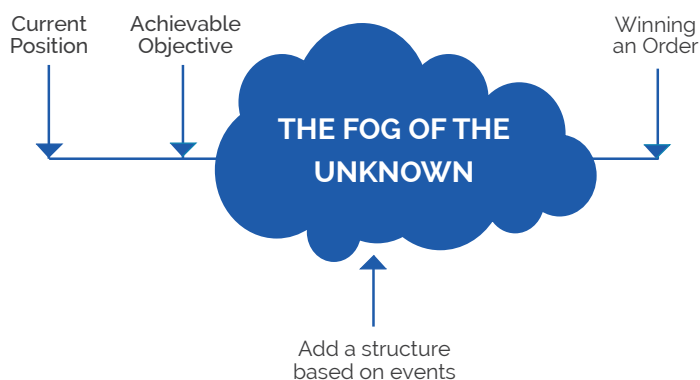 Current
Position
Achievable
Objective
Winning
an Order
THE FOG OF THE
UNKNOWN
Add a structure
based on events